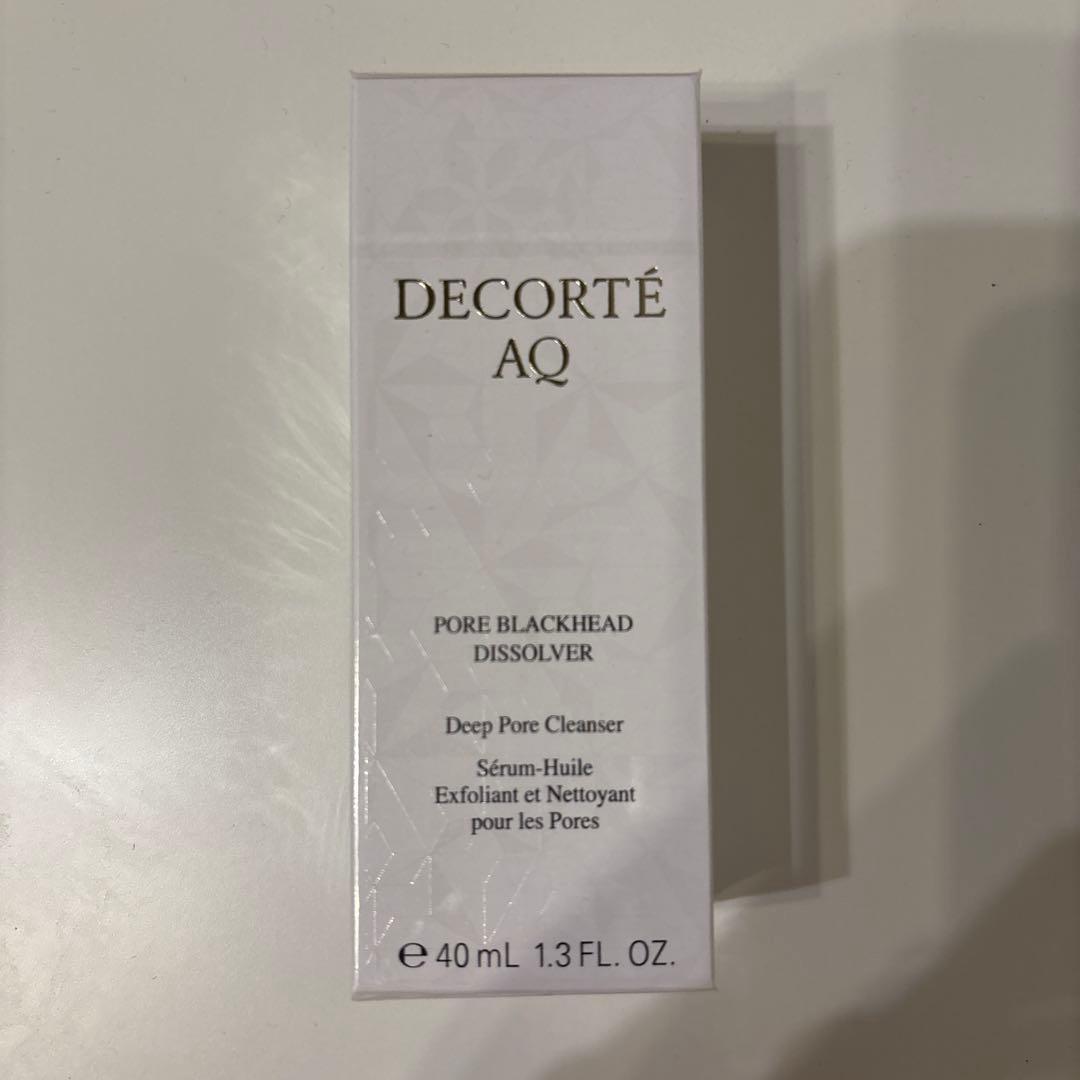 DECORTÉ
AQ
PORE BLACKHEAD
DISSOLVER
Deep Pore Cleanser
Sérum-Huile
Exfoliant et Nettoyant
pour les Pores
℮ 40 mL 1.3 FL. OZ.